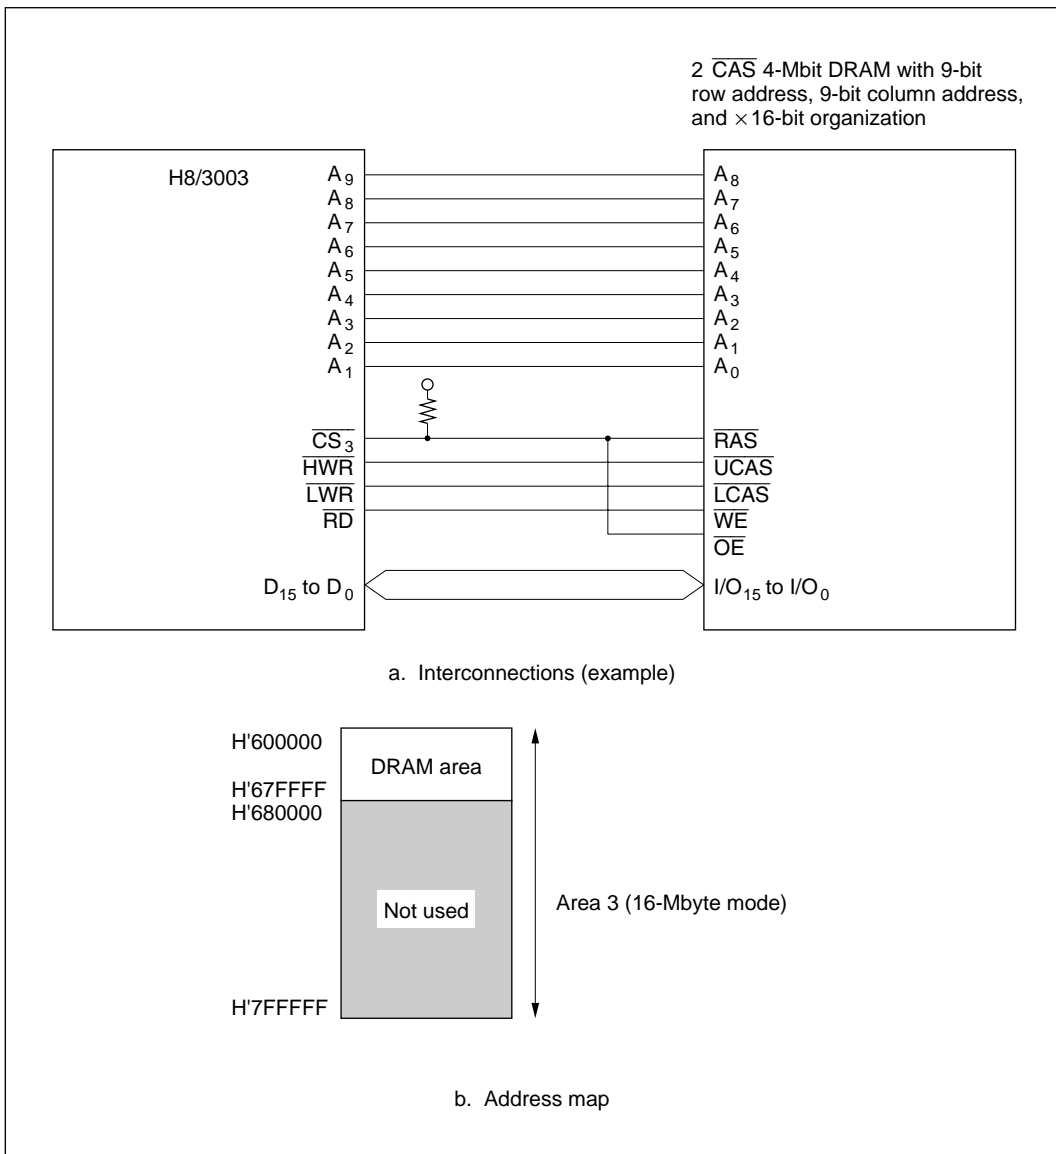 2 CAS 4-Mbit DRAM with 9-bit
row address, 9-bit column address,
and ×16-bit organization
H8/3003
A9
A8
A8
A7
A7
A6
A6
A5
A5
A4
A4
A3
A3
A2
A2
A1
A1
A0
CS3
RAS
HWR
UCAS
LWR
LCAS
RD
WE
OE
D15 to D0
I/O15 to I/O0
a. Interconnections (example)
H'600000
DRAM area
H'67FFFF
H'680000
Not used
Area 3 (16-Mbyte mode)
H'7FFFFF
b. Address map